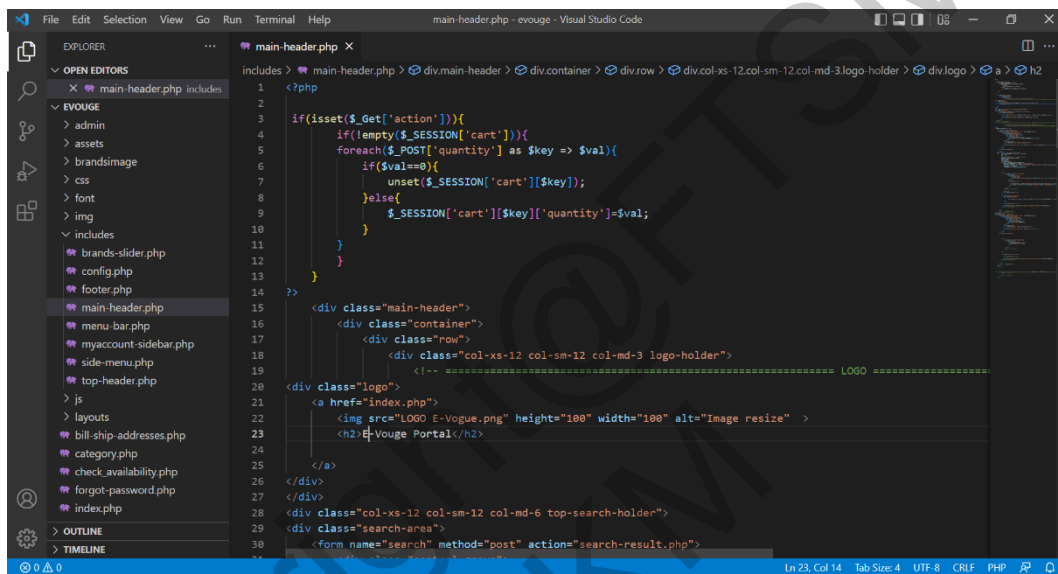 File Edit Selection View Go Run Terminal Help main-header.php - evouge - Visual Studio Code
EXPLORER
OPEN EDITORS
main-header.php includes
EVOUGE
admin
assets
brandsimage
css
font
img
includes
brands-slider.php
config.php
footer.php
main-header.php
menu-bar.php
myaccount-sidebar.php
side-menu.php
top-header.php
js
layouts
bill-ship-addresses.php
category.php
check_availability.php
forgot-password.php
index.php
OUTLINE
TIMELINE
main-header.php
includes > main-header.php > div.main-header > div.container > div.row > div.col-xs-12.col-sm-12.col-md-3.logo-holder > div.logo > a > h2
1 <?php
2
3 if(isset($_Get['action'])){
4 if(!empty($_SESSION['cart'])){
5 foreach($_POST['quantity'] as $key => $val){
6 if($val==0){
7 unset($_SESSION['cart'][$key]);
8 }else{
9 $_SESSION['cart'][$key]['quantity']=$val;
10 }
11 }
12 }
13 }
14 ?>
15 <div class="main-header">
16 <div class="container">
17 <div class="row">
18 <div class="col-xs-12 col-sm-12 col-md-3 logo-holder">
19 <!-- ============================================================= LOGO ===================
20 <div class="logo">
21 <a href="index.php">
22 <img src="LOGO E-Vogue.png" height="100" width="100" alt="Image resize" >
23 <h2>E-Vouge Portal</h2>
24
25 </a>
26 </div>
27 </div>
28 <div class="col-xs-12 col-sm-12 col-md-6 top-search-holder">
29 <div class="search-area">
30 <form name="search" method="post" action="search-result.php">
0 0 Ln 23, Col 14 Tab Size: 4 UTF-8 CRLF PHP